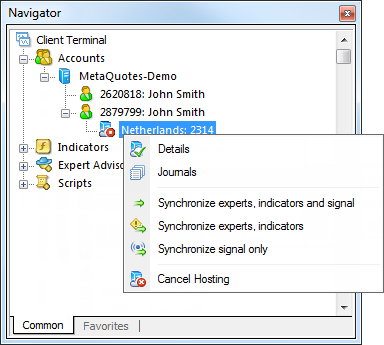 Navigator
Client Terminal
Accounts
MetaQuotes-Demo
2620818: John Smith
2879799: John Smith
Netherlands: 2314
Indicators
Expert Adviso
Scripts
Details
Journals
Synchronize experts, indicators and signal
Synchronize experts, indicators
Synchronize signal only
Cancel Hosting
Common Favorites